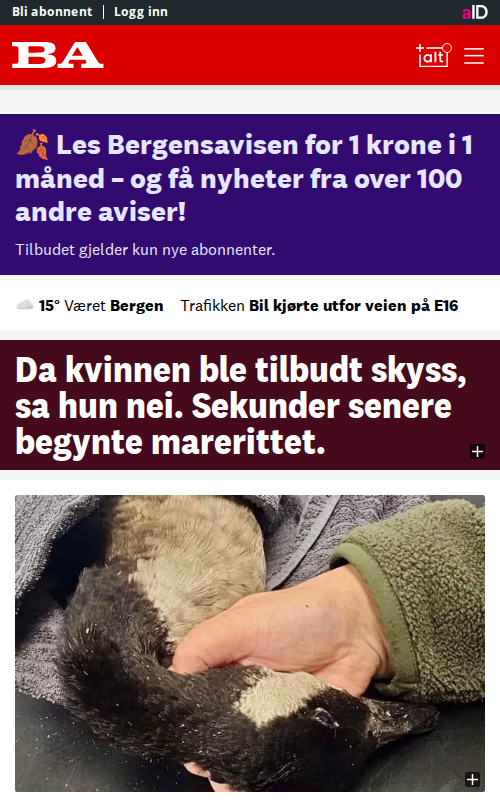 Bli abonnent | Logg inn
aID
BA
+alt
🍂 Les Bergensavisen for 1 krone i 1
måned – og få nyheter fra over 100
andre aviser!
Tilbudet gjelder kun nye abonnenter.
15° Været Bergen Trafikken Bil kjørte utfor veien på E16
Da kvinnen ble tilbudt skyss,
sa hun nei. Sekunder senere
begynte marerittet.